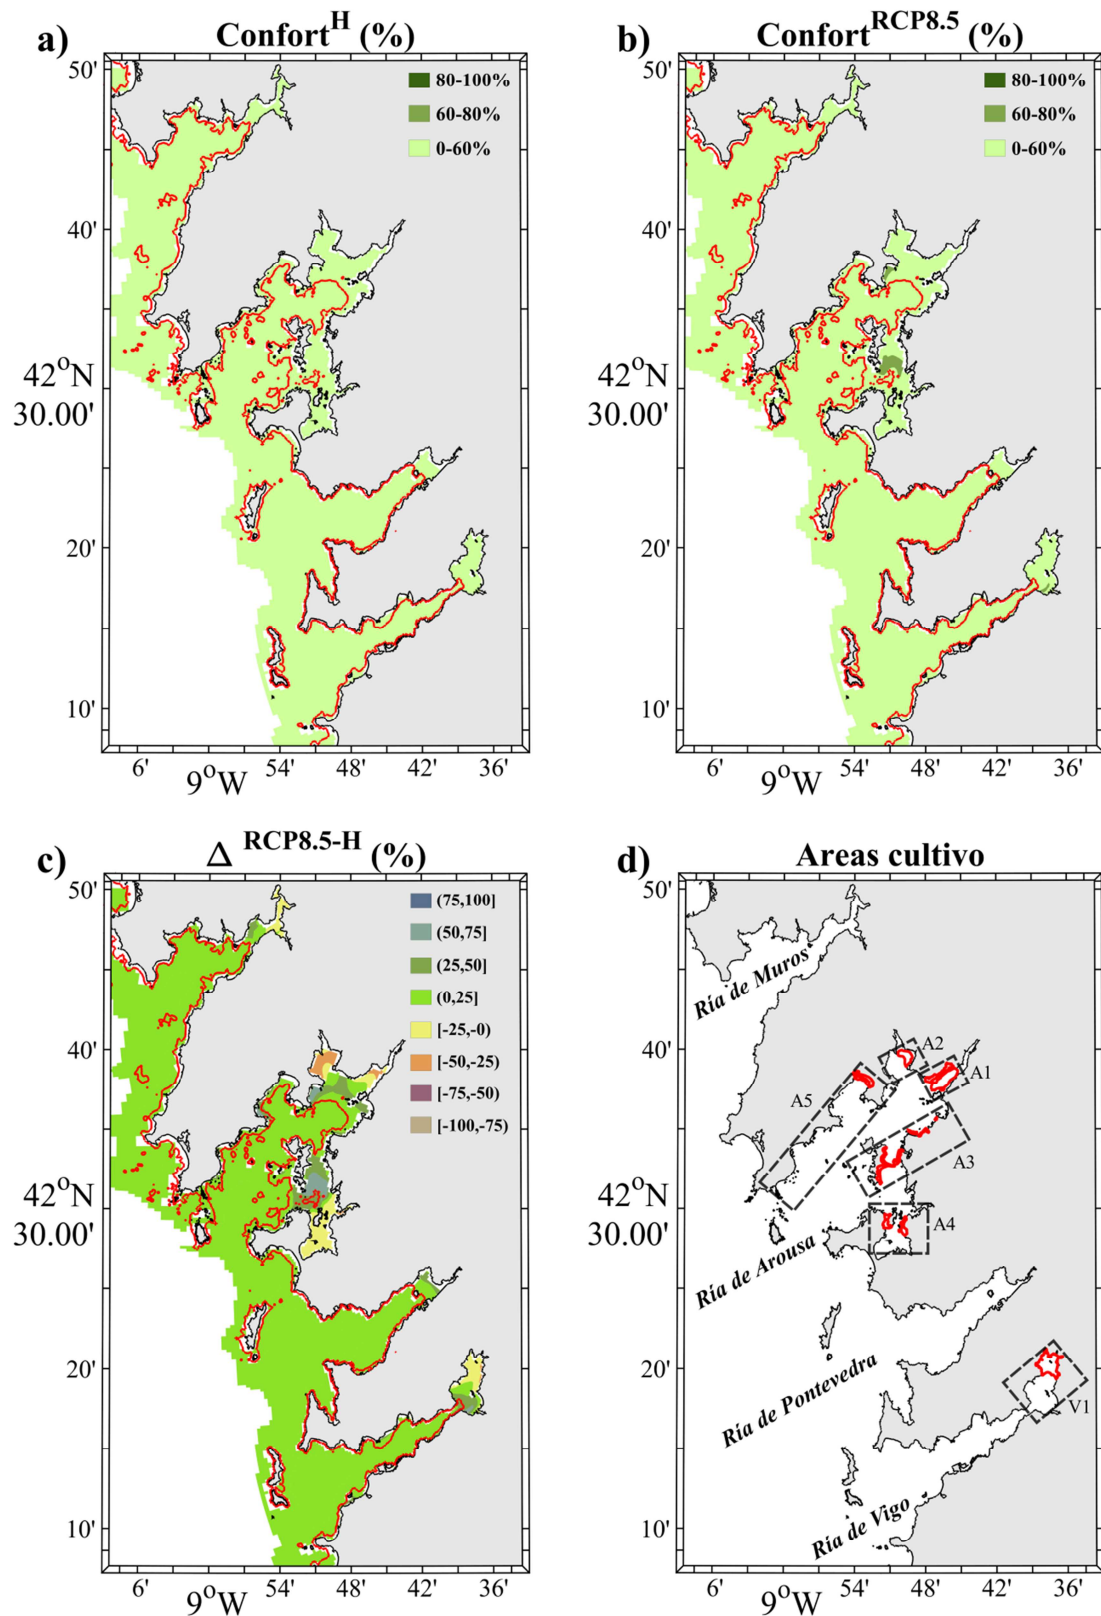 a) Confort^H (%)
80-100%
60-80%
0-60%
50'
40'
42°N
30.00'
20'
10'
6' 9°W 54' 48' 42' 36'
b) Confort^RCP8.5 (%)
80-100%
60-80%
0-60%
50'
40'
42°N
30.00'
20'
10'
6' 9°W 54' 48' 42' 36'
c) Δ^RCP8.5-H (%)
(75,100]
(50,75]
(25,50]
(0,25]
[-25,-0)
[-50,-25)
[-75,-50)
[-100,-75)
50'
40'
42°N
30.00'
20'
10'
6' 9°W 54' 48' 42' 36'
d) Areas cultivo
50'
Ría de Muros
40'
A2
A1
A5
A3
42°N
30.00'
A4
Ría de Arousa
20'
Ría de Pontevedra
V1
Ría de Vigo
10'
6' 9°W 54' 48' 42' 36'